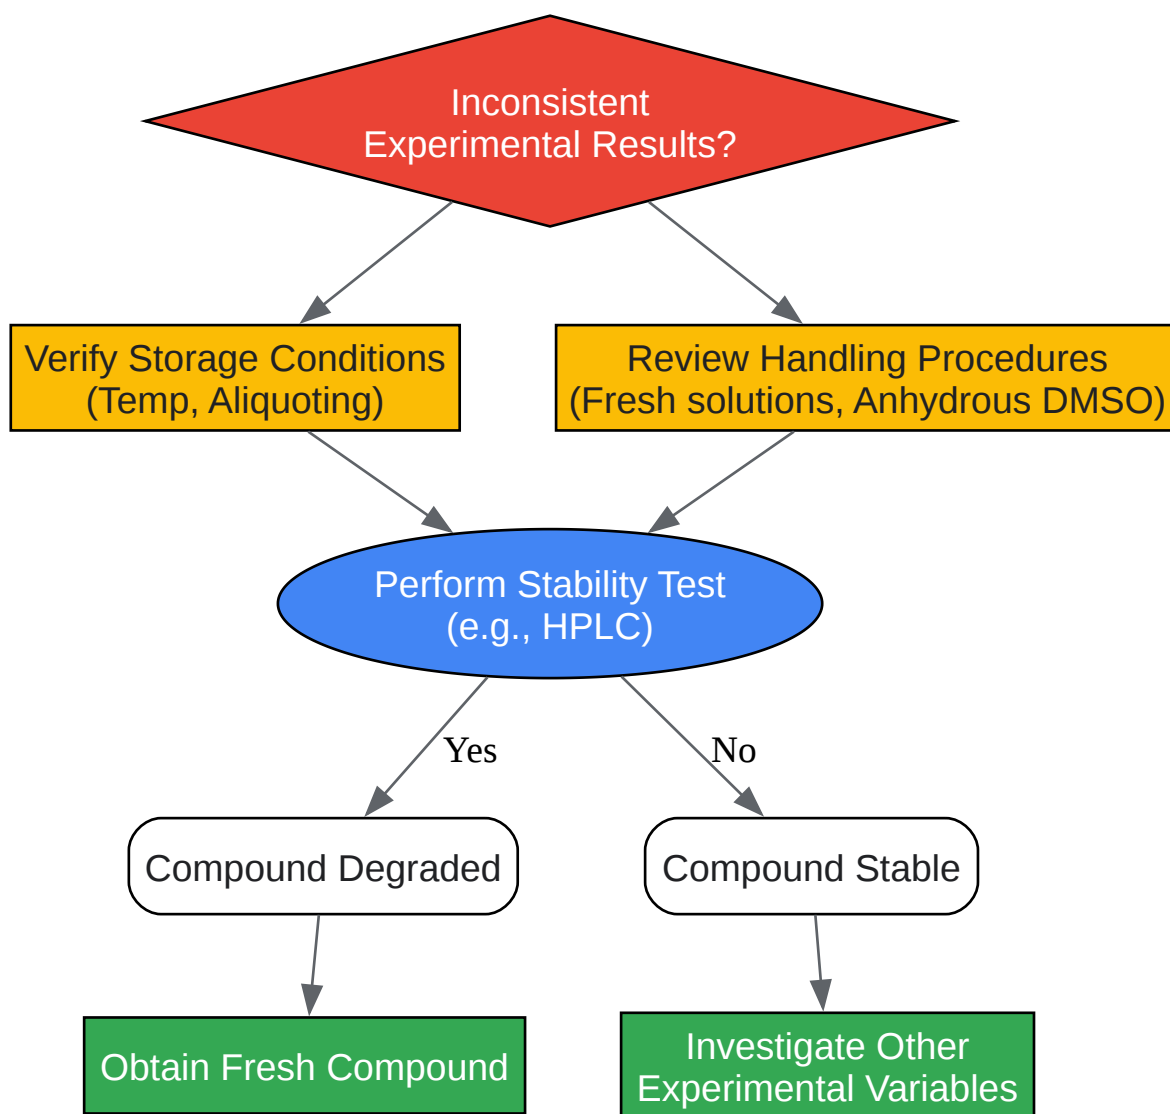 Inconsistent
Experimental Results?
Verify Storage Conditions
(Temp, Aliquoting)
Review Handling Procedures
(Fresh solutions, Anhydrous DMSO)
Perform Stability Test
(e.g., HPLC)
Yes
No
Compound Degraded
Compound Stable
Obtain Fresh Compound
Investigate Other
Experimental Variables